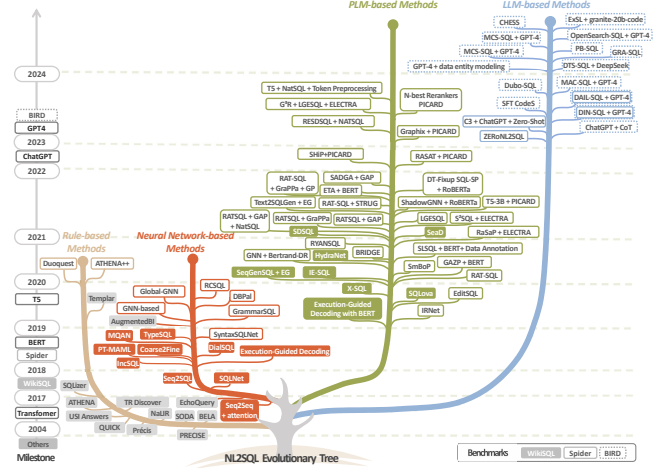 PLM-based Methods
LLM-based Methods
CHESS
ExSL + granite-20b-code
MCS-SQL + GPT-4
OpenSearch-SQL + GPT-4
MCS-SQL + GPT-4
PB-SQL
GRA-SQL
GPT-4 + data entity modeling
DTS-SQL + DeepSeek
2024
T5 + NatSQL + Token Preprocessing
Dubo-SQL
MAC-SQL + GPT-4
N-best Rerankers
PICARD
DAIL-SQL + GPT-4
G³R + LGESQL + ELECTRA
SFT CodeS
DIN-SQL + GPT-4
BIRD
RESDSQL + NATSQL
C3 + ChatGPT + Zero-Shot
ChatGPT + CoT
GPT4
Graphix + PICARD
ZERoNL2SQL
2023
ChatGPT
SHiP+PICARD
RASAT + PICARD
2022
RAT-SQL
+ GraPPa + GP
SADGA + GAP
DT-Fixup SQL-SP
+ RoBERTa
ETA + BERT
Text2SQLGen + EG
RAT-SQL + STRUG
ShadowGNN + RoBERTa
T5-3B + PICARD
RATSQL + GAP
+ NatSQL
RATSQL + GraPPa
RATSQL + GAP
LGESQL
S²SQL + ELECTRA
SDSQL
SeaD
RaSaP + ELECTRA
2021
Rule-based
Methods
Neural Network-based
Methods
RYANSQL
SLSQL + BERT+ Data Annotation
GNN + Bertrand-DR
HydraNet
BRIDGE
Duoquest
ATHENA++
SmBoP
GAZP + BERT
SeqGenSQL + EG
IE-SQL
RAT-SQL
2020
RCSQL
X-SQL
Global-GNN
DBPal
SQLova
EditSQL
T5
Templar
GNN-based
GrammarSQL
Execution-Guided
Decoding with BERT
IRNet
AugmentedBI
2019
MQAN
TypeSQL
SyntaxSQLNet
BERT
PT-MAML
Coarse2Fine
DialSQL
Execution-Guided Decoding
Spider
IncSQL
2018
Seq2SQL
SQLNet
WikiSQL
SQLizer
2017
ATHENA
TR Discover
EchoQuery
Seq2Seq
+ attention
Transfomer
USI Answers
NaLIR
SODA
BELA
2004
QUICK
Précis
PRECISE
Others
Milestone
NL2SQL Evolutionary Tree
Benchmarks
WikiSQL
Spider
BIRD